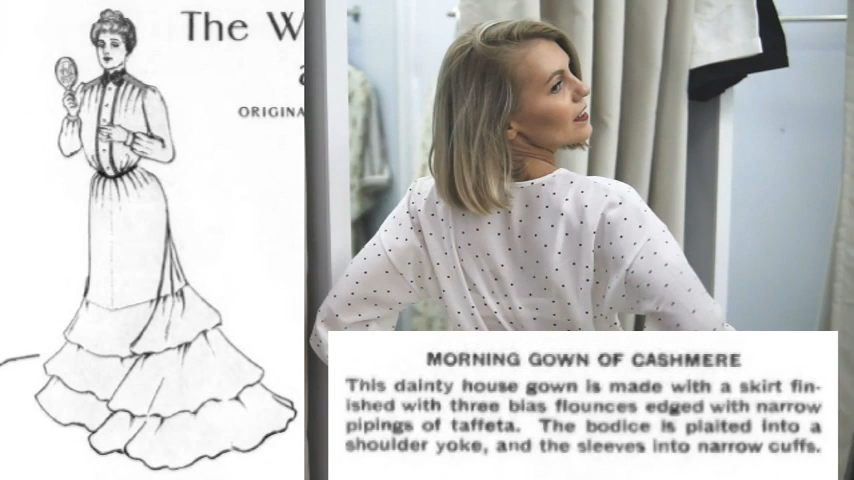 The W
ORIGINA
MORNING GOWN OF CASHMERE
This dainty house gown is made with a skirt fin-
ished with three bias flounces edged with narrow
pipings of taffeta. The bodice is plaited into a
shoulder yoke, and the sleeves into narrow cuffs.